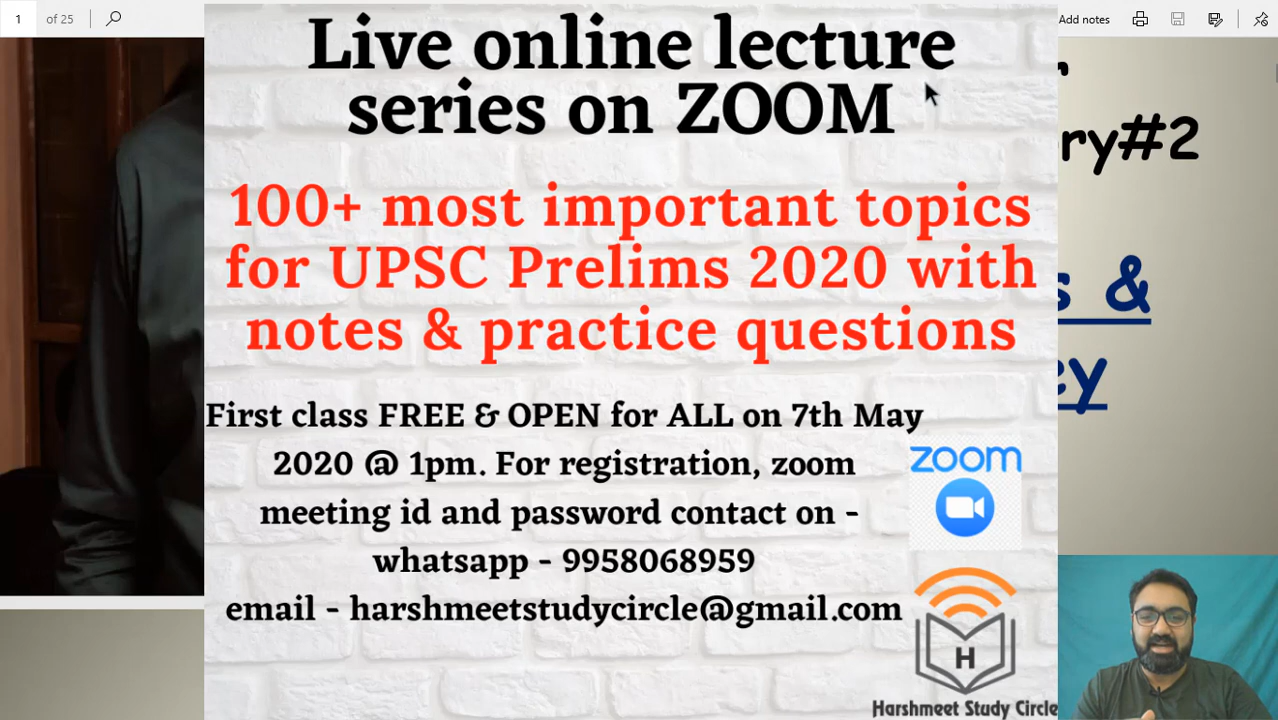 1 of 25
Add notes
Live online lecture
series on ZOOM
ry#2
100+ most important topics
for UPSC Prelims 2020 with
notes & practice questions
s &
ey
First class FREE & OPEN for ALL on 7th May
2020 @ 1pm. For registration, zoom
meeting id and password contact on -
whatsapp - 9958068959
email - harshmeetstudycircle@gmail.com
zoom
H
Harshmeet Study Circle